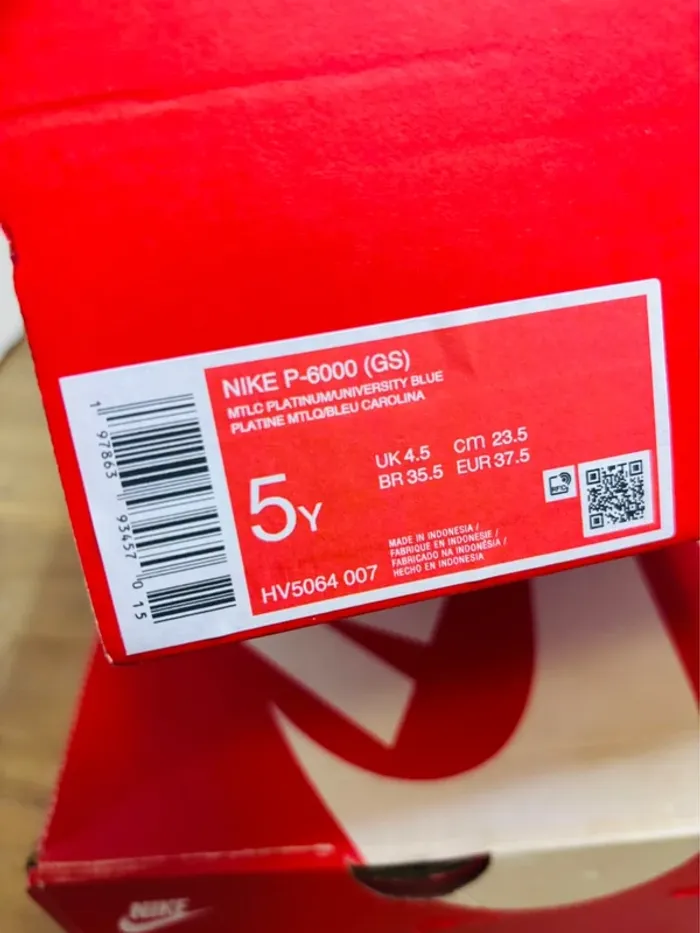 NIKE P-6000 (GS)
MTLC PLATINUM/UNIVERSITY BLUE
PLATINE MTLQ/BLEU CAROLINA
5Y
UK 4.5 cm 23.5
BR 35.5 EUR 37.5
HV5064 007
MADE IN INDONESIA /
FABRIQUE EN INDONESIE /
FABRICADO NA INDONÉSIA /
HECHO EN INDONESIA
RFID
1 97863 93457 0 15
NIKE